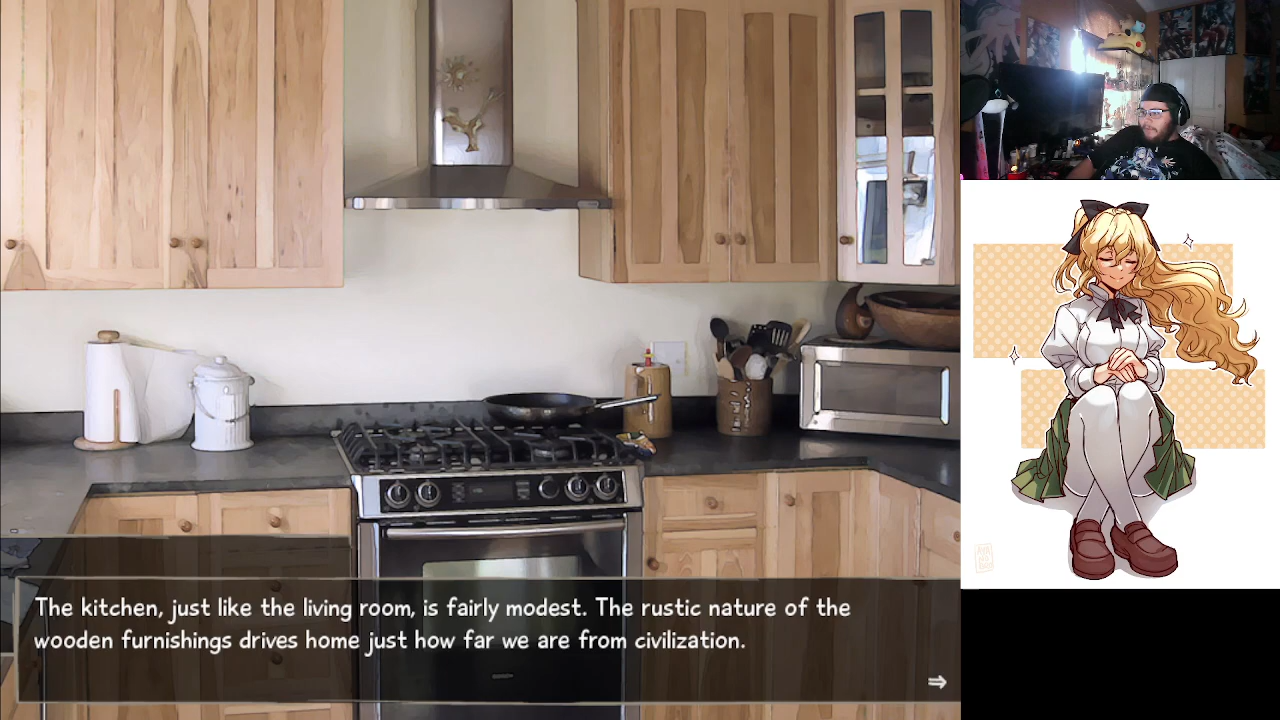 The kitchen, just like the living room, is fairly modest. The rustic nature of the
wooden furnishings drives home just how far we are from civilization.